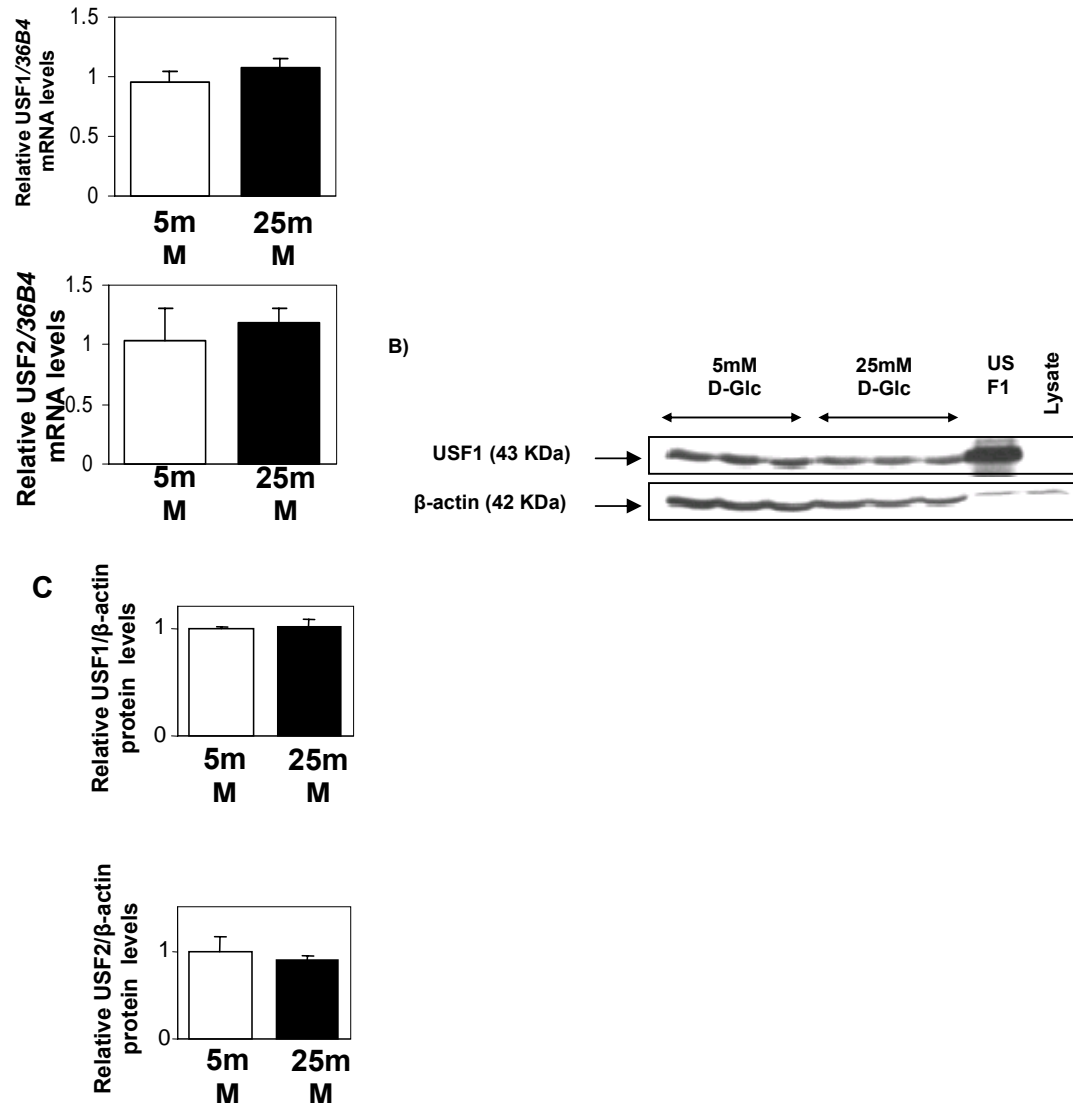 Relative USF1/36B4
mRNA levels
1.5
1
0.5
0
5m
M
25m
M
Relative USF2/36B4
mRNA levels
1.5
1
0.5
0
5m
M
25m
M
B)
5mM
D-Glc
25mM
D-Glc
US
F1
Lysate
USF1 (43 KDa)
β-actin (42 KDa)
C
Relative USF1/β-actin
protein levels
1
0
5m
M
25m
M
Relative USF2/β-actin
protein levels
1
0
5m
M
25m
M